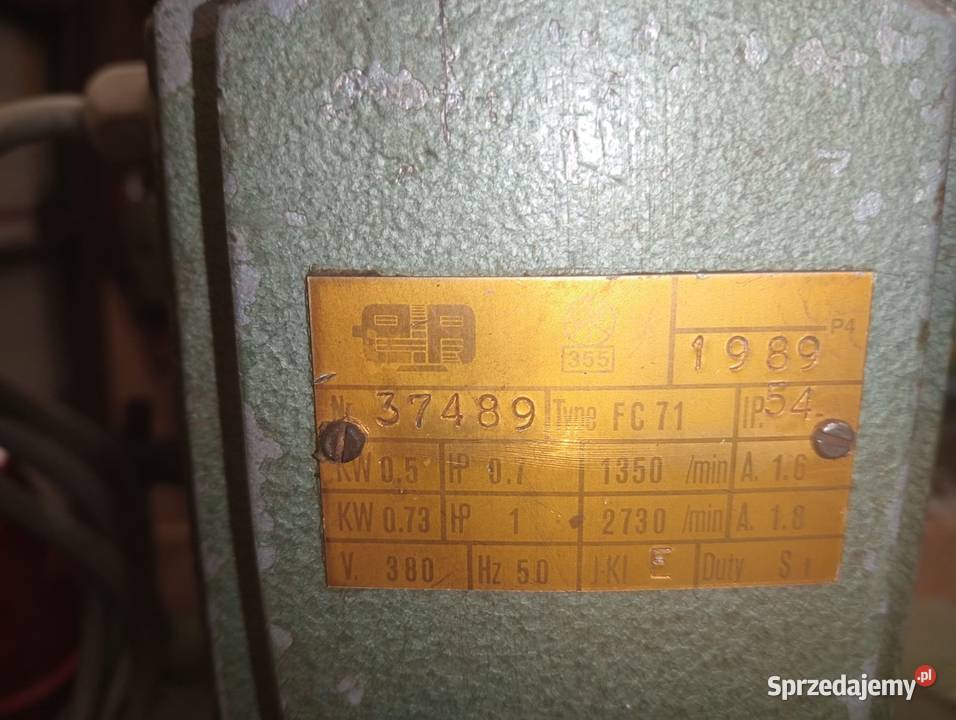 P4
355
1989
Nr. 37489 Type FC 71 IP. 54
KW 0,5 HP 0.7 1350 /min A. 1.6
KW 0.73 HP 1 2730 /min A. 1.8
V. 380 Hz 50 J-Kl E Duty S1
Sprzedajemy.pl